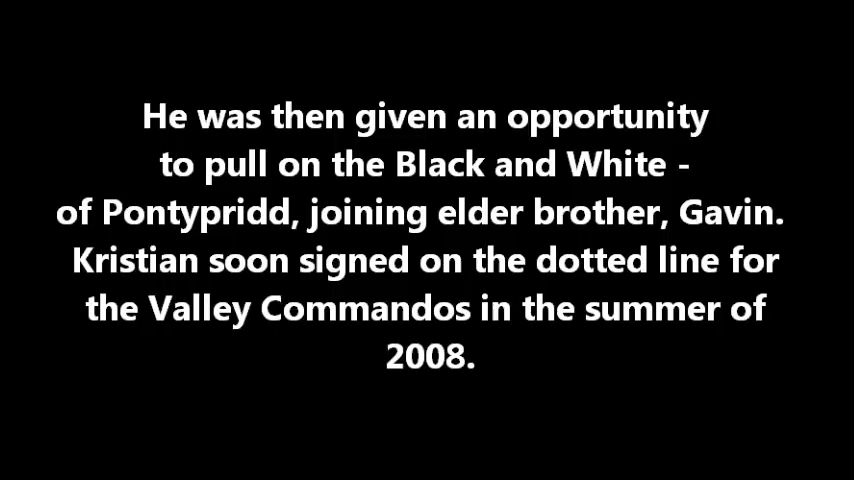 He was then given an opportunity
to pull on the Black and White -
of Pontypridd, joining elder brother, Gavin.
Kristian soon signed on the dotted line for
the Valley Commandos in the summer of
2008.